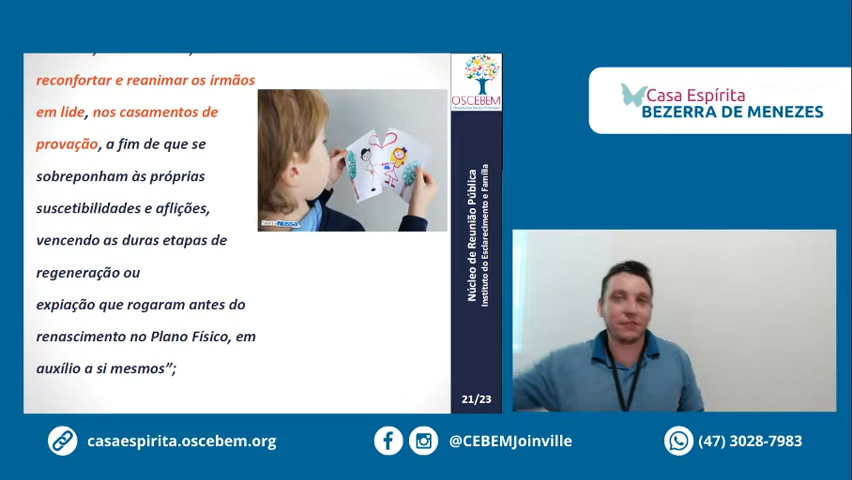 reconfortar e reanimar os irmãos
em lide, nos casamentos de
provação, a fim de que se
sobreponham às próprias
suscetibilidades e aflições,
vencendo as duras etapas de
regeneração ou
expiação que rogaram antes do
renascimento no Plano Físico, em
auxílio a si mesmos”;
OSCEBEM
Núcleo de Reunião Pública
Instituto do Esclarecimento e Família
21/23
Casa Espírita
BEZERRA DE MENEZES
casaespirita.oscebem.org
@CEBEMJoinville
(47) 3028-7983